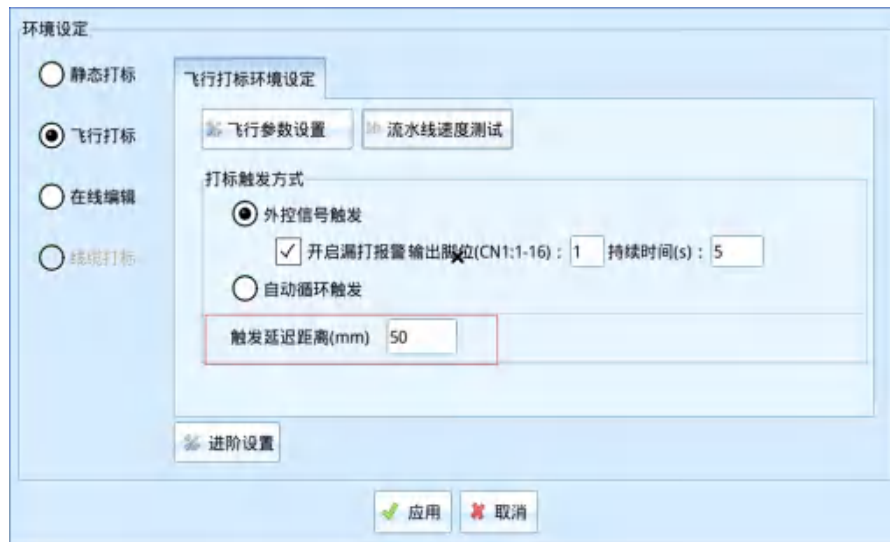 环境设定
静态打标
飞行打标
在线编辑
线缆打标
飞行打标环境设定
飞行参数设置
流水线速度测试
打标触发方式
外控信号触发
开启漏打报警 输出脚位(CN1:1-16)： 1 持续时间(s)： 5
自动循环触发
触发延迟距离(mm) 50
进阶设置
应用 取消